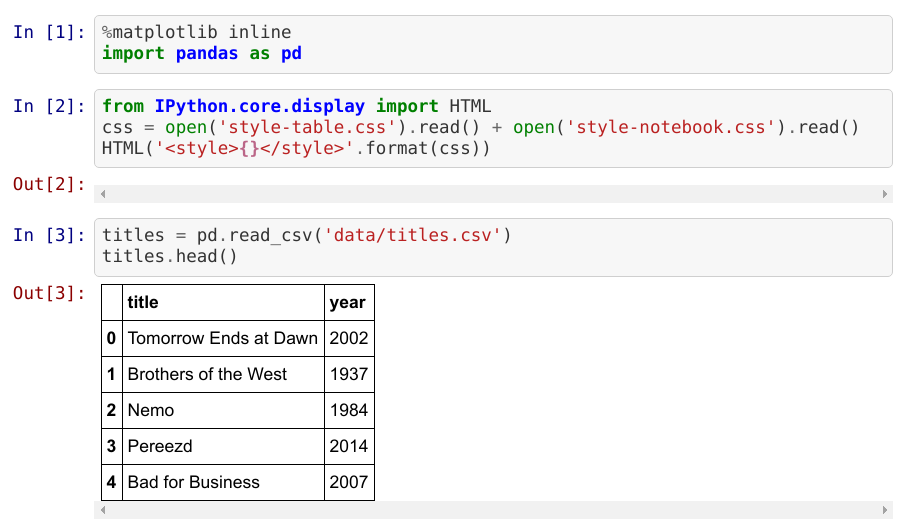 In [1]: %matplotlib inline
import pandas as pd
In [2]: from IPython.core.display import HTML
css = open('style-table.css').read() + open('style-notebook.css').read()
HTML('<style>{}</style>'.format(css))
Out[2]:
In [3]: titles = pd.read_csv('data/titles.csv')
titles.head()
Out[3]:
title year
0 Tomorrow Ends at Dawn 2002
1 Brothers of the West 1937
2 Nemo 1984
3 Pereezd 2014
4 Bad for Business 2007